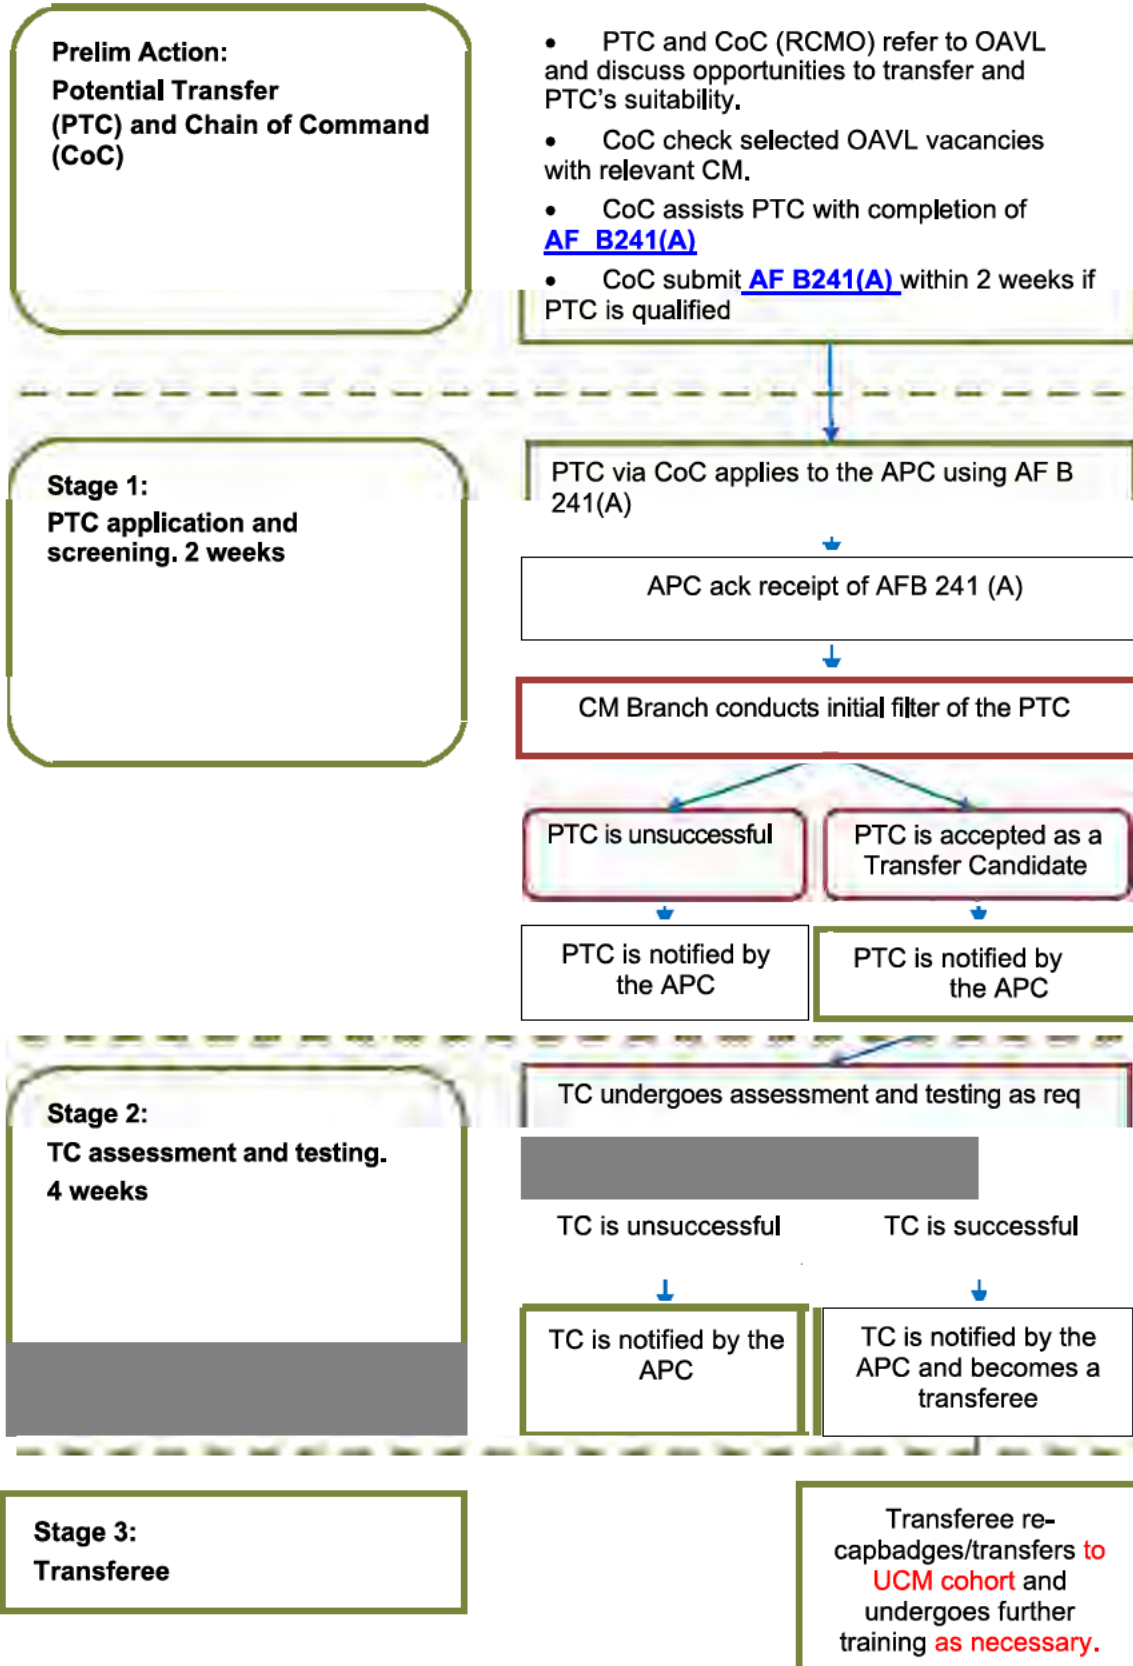 Prelim Action:
Potential Transfer
(PTC) and Chain of Command
(CoC)
• PTC and CoC (RCMO) refer to OAVL
and discuss opportunities to transfer and
PTC's suitability.
• CoC check selected OAVL vacancies
with relevant CM.
• CoC assists PTC with completion of
AF B241(A)
• CoC submit AF B241(A) within 2 weeks if
PTC is qualified
Stage 1:
PTC application and
screening. 2 weeks
PTC via CoC applies to the APC using AF B
241(A)
APC ack receipt of AFB 241 (A)
CM Branch conducts initial filter of the PTC
PTC is unsuccessful
PTC is accepted as a
Transfer Candidate
PTC is notified by
the APC
PTC is notified by
the APC
Stage 2:
TC assessment and testing.
4 weeks
TC undergoes assessment and testing as req
TC is unsuccessful
TC is successful
TC is notified by the
APC
TC is notified by the
APC and becomes a
transferee
Stage 3:
Transferee
Transferee re-
capbadges/transfers to
UCM cohort and
undergoes further
training as necessary.